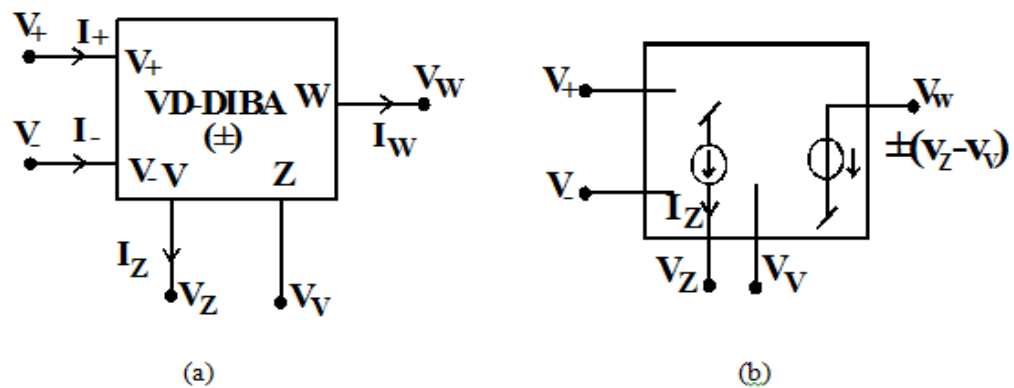 V+ I+
V+
VD-DIBA W VW
(±) IW
V- I-
V- V Z
IZ
VZ VV
(a)
V+
Vw
±(vZ-vV)
V-
IZ
VZ VV
(b)